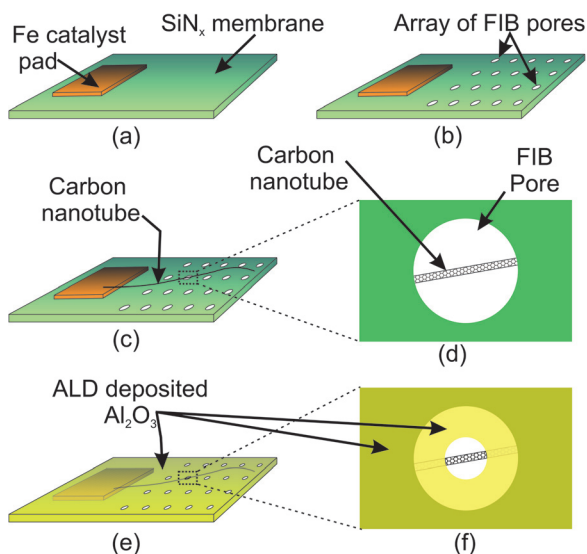 Fe catalyst
pad
SiNₓ membrane
(a)
Array of FIB pores
(b)
Carbon
nanotube
(c)
Carbon
nanotube
FIB
Pore
(d)
ALD deposited
Al₂O₃
(e)
(f)